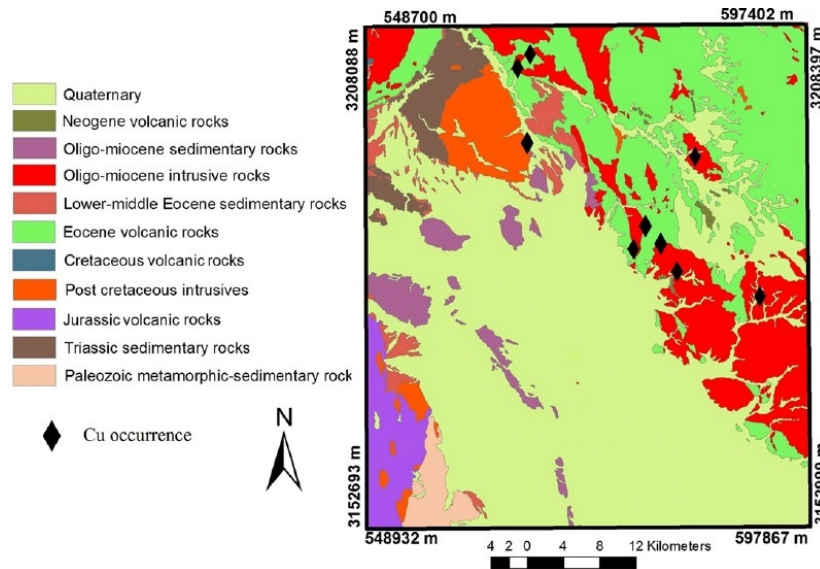 548700 m
597402 m
3208088 m
3208397 m
Quaternary
Neogene volcanic rocks
Oligo-miocene sedimentary rocks
Oligo-miocene intrusive rocks
Lower-middle Eocene sedimentary rocks
Eocene volcanic rocks
Cretaceous volcanic rocks
Post cretaceous intrusives
Jurassic volcanic rocks
Triassic sedimentary rocks
Paleozoic metamorphic-sedimentary rock
Cu occurrence
N
3152693 m
548932 m
597867 m
4 2 0 4 8 12 Kilometers